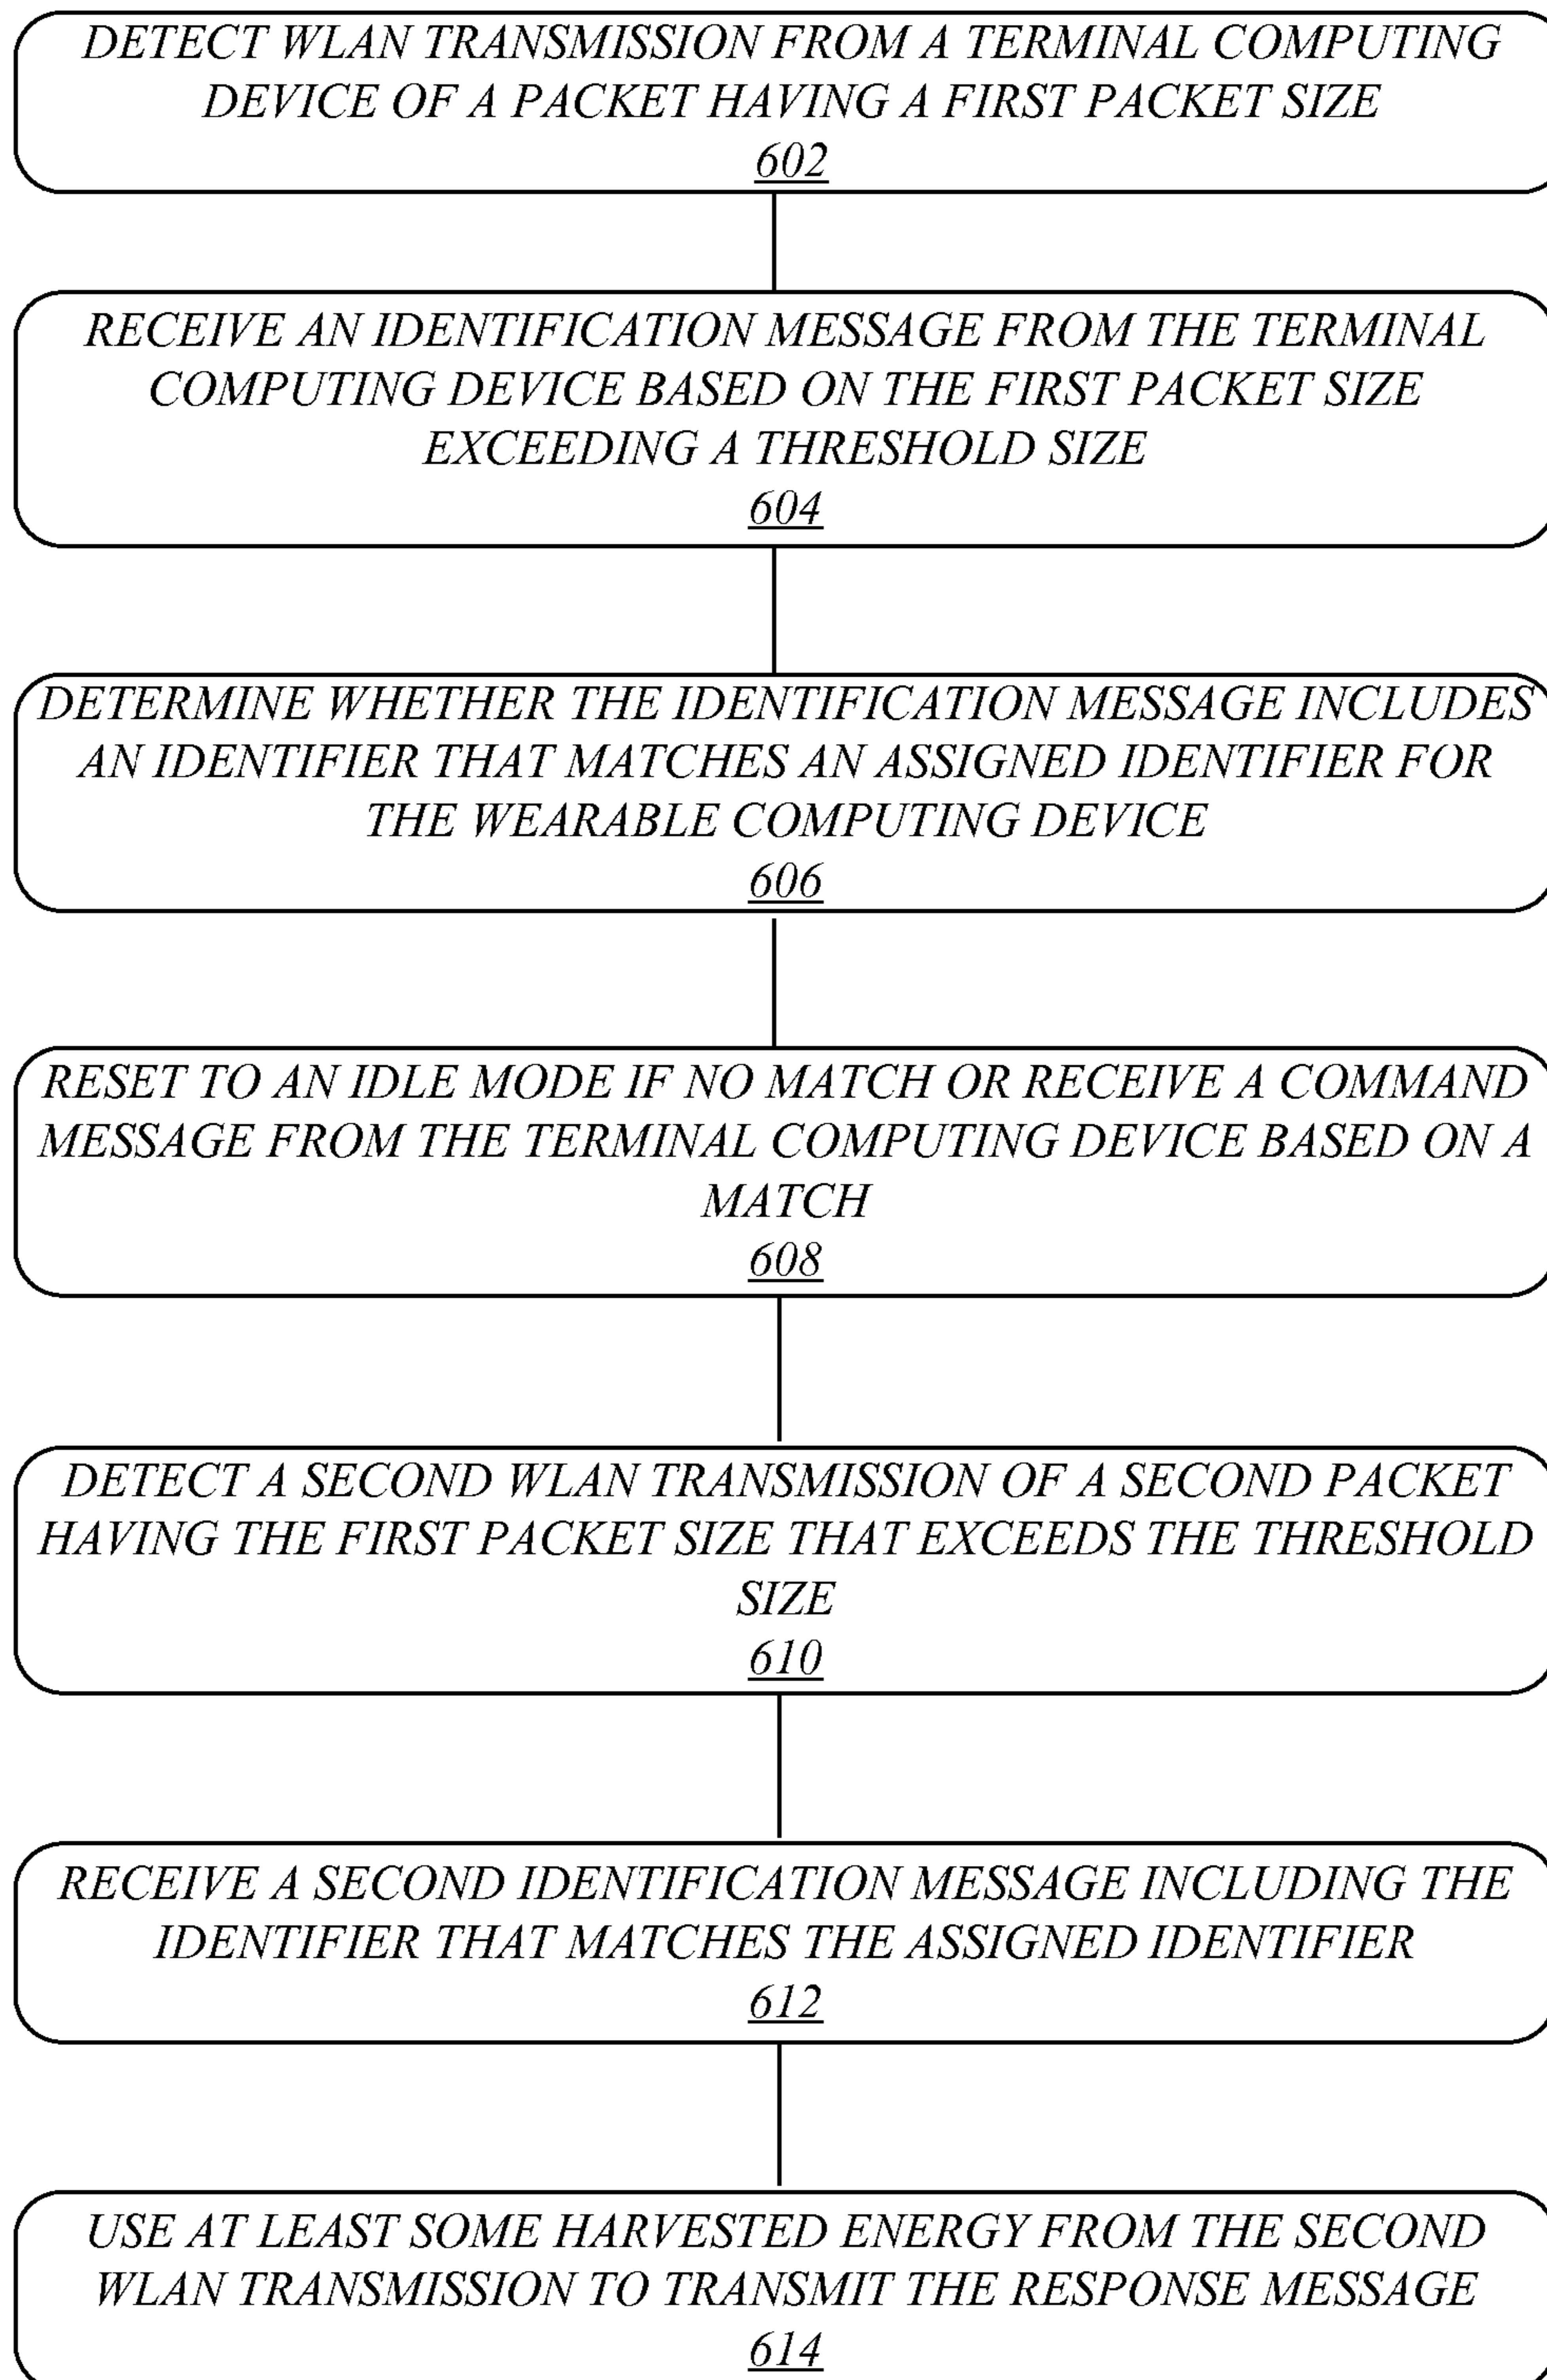 DETECT WLAN TRANSMISSION FROM A TERMINAL COMPUTING
DEVICE OF A PACKET HAVING A FIRST PACKET SIZE
602
RECEIVE AN IDENTIFICATION MESSAGE FROM THE TERMINAL
COMPUTING DEVICE BASED ON THE FIRST PACKET SIZE
EXCEEDING A THRESHOLD SIZE
604
DETERMINE WHETHER THE IDENTIFICATION MESSAGE INCLUDES
AN IDENTIFIER THAT MATCHES AN ASSIGNED IDENTIFIER FOR
THE WEARABLE COMPUTING DEVICE
606
RESET TO AN IDLE MODE IF NO MATCH OR RECEIVE A COMMAND
MESSAGE FROM THE TERMINAL COMPUTING DEVICE BASED ON A
MATCH
608
DETECT A SECOND WLAN TRANSMISSION OF A SECOND PACKET
HAVING THE FIRST PACKET SIZE THAT EXCEEDS THE THRESHOLD
SIZE
610
RECEIVE A SECOND IDENTIFICATION MESSAGE INCLUDING THE
IDENTIFIER THAT MATCHES THE ASSIGNED IDENTIFIER
612
USE AT LEAST SOME HARVESTED ENERGY FROM THE SECOND
WLAN TRANSMISSION TO TRANSMIT THE RESPONSE MESSAGE
614